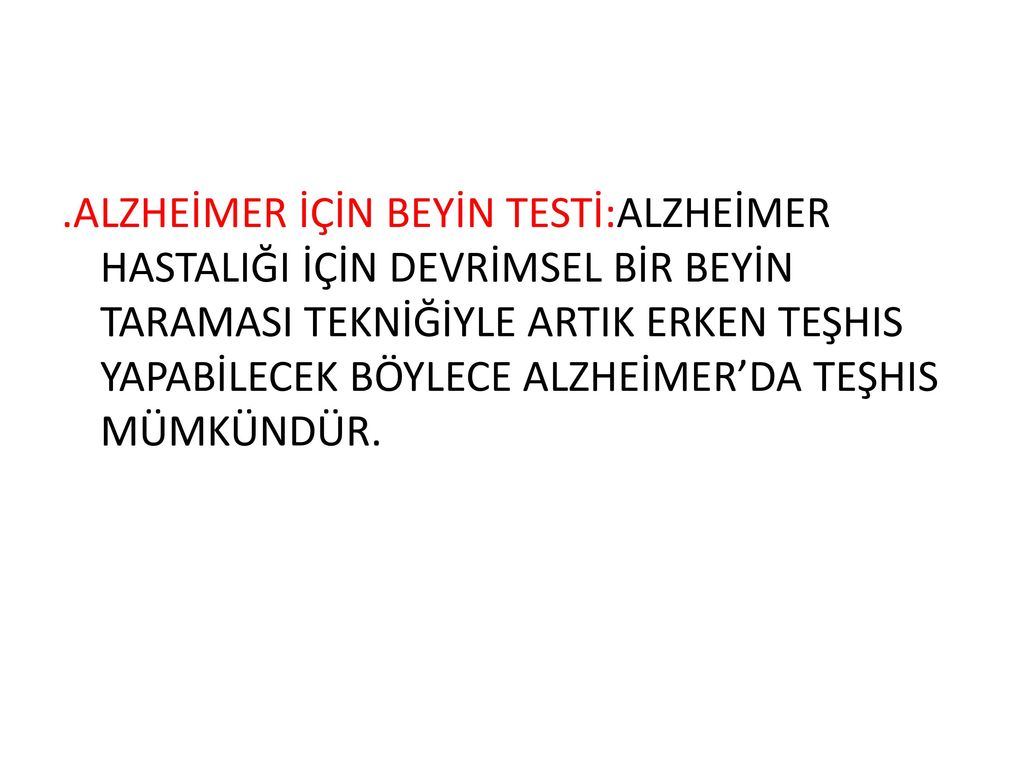 .ALZHEİMER İÇİN BEYİN TESTİ:ALZHEİMER
HASTALIĞI İÇİN DEVRİMSEL BİR BEYİN
TARAMASI TEKNİĞİYLE ARTIK ERKEN TEŞHIS
YAPABİLECEK BÖYLECE ALZHEİMER’DA TEŞHIS
MÜMKÜNDÜR.